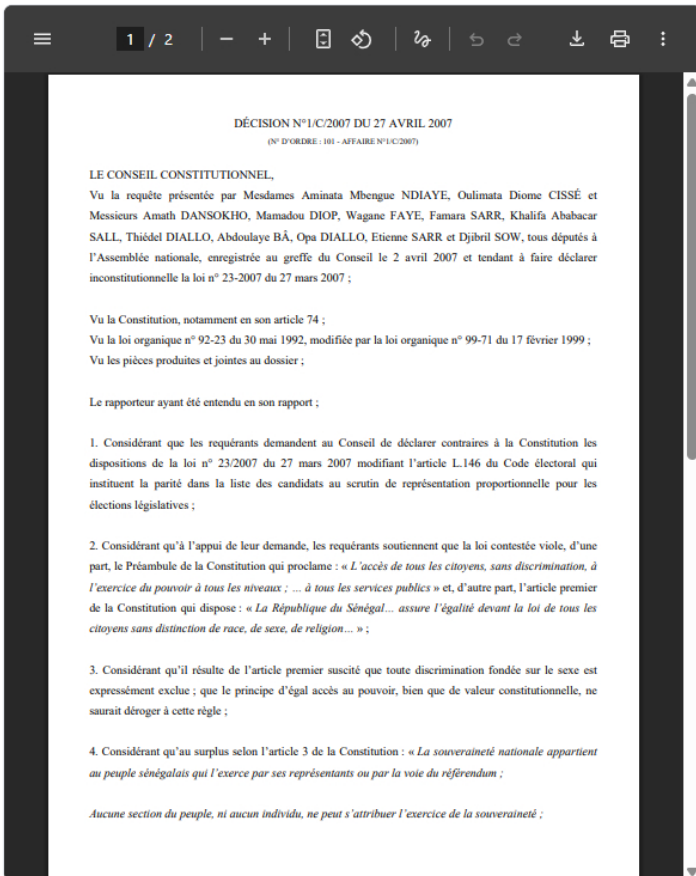 1 / 2
DÉCISION N°1/C/2007 DU 27 AVRIL 2007
(N° D'ORDRE : 101 - AFFAIRE N°1/C/2007)
LE CONSEIL CONSTITUTIONNEL,
Vu la requête présentée par Mesdames Aminata Mbengue NDIAYE, Oulimata Diome CISSÉ et
Messieurs Amath DANSOKHO, Mamadou DIOP, Wagane FAYE, Famara SARR, Khalifa Ababacar
SALL, Thiédel DIALLO, Abdoulaye BÂ, Opa DIALLO, Etienne SARR et Djibril SOW, tous députés à
l'Assemblée nationale, enregistrée au greffe du Conseil le 2 avril 2007 et tendant à faire déclarer
inconstitutionnelle la loi n° 23-2007 du 27 mars 2007 ;
Vu la Constitution, notamment en son article 74 ;
Vu la loi organique n° 92-23 du 30 mai 1992, modifiée par la loi organique n° 99-71 du 17 février 1999 ;
Vu les pièces produites et jointes au dossier ;
Le rapporteur ayant été entendu en son rapport ;
1. Considérant que les requérants demandent au Conseil de déclarer contraires à la Constitution les
dispositions de la loi n° 23/2007 du 27 mars 2007 modifiant l'article L.146 du Code électoral qui
instituent la parité dans la liste des candidats au scrutin de représentation proportionnelle pour les
élections législatives ;
2. Considérant qu'à l'appui de leur demande, les requérants soutiennent que la loi contestée viole, d'une
part, le Préambule de la Constitution qui proclame : « L'accès de tous les citoyens, sans discrimination, à
l'exercice du pouvoir à tous les niveaux ; … à tous les services publics » et, d'autre part, l'article premier
de la Constitution qui dispose : « La République du Sénégal… assure l'égalité devant la loi de tous les
citoyens sans distinction de race, de sexe, de religion… » ;
3. Considérant qu'il résulte de l'article premier suscité que toute discrimination fondée sur le sexe est
expressément exclue ; que le principe d'égal accès au pouvoir, bien que de valeur constitutionnelle, ne
saurait déroger à cette règle ;
4. Considérant qu'au surplus selon l'article 3 de la Constitution : « La souveraineté nationale appartient
au peuple sénégalais qui l'exerce par ses représentants ou par la voie du référendum ;
Aucune section du peuple, ni aucun individu, ne peut s'attribuer l'exercice de la souveraineté ;